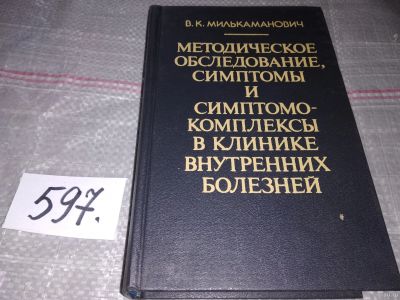 В. К. МИЛЬКАМАНОВИЧ
МЕТОДИЧЕСКОЕ
ОБСЛЕДОВАНИЕ,
СИМПТОМЫ
И
СИМПТОМО-
КОМПЛЕКСЫ
В КЛИНИКЕ
ВНУТРЕННИХ
БОЛЕЗНЕЙ
597.